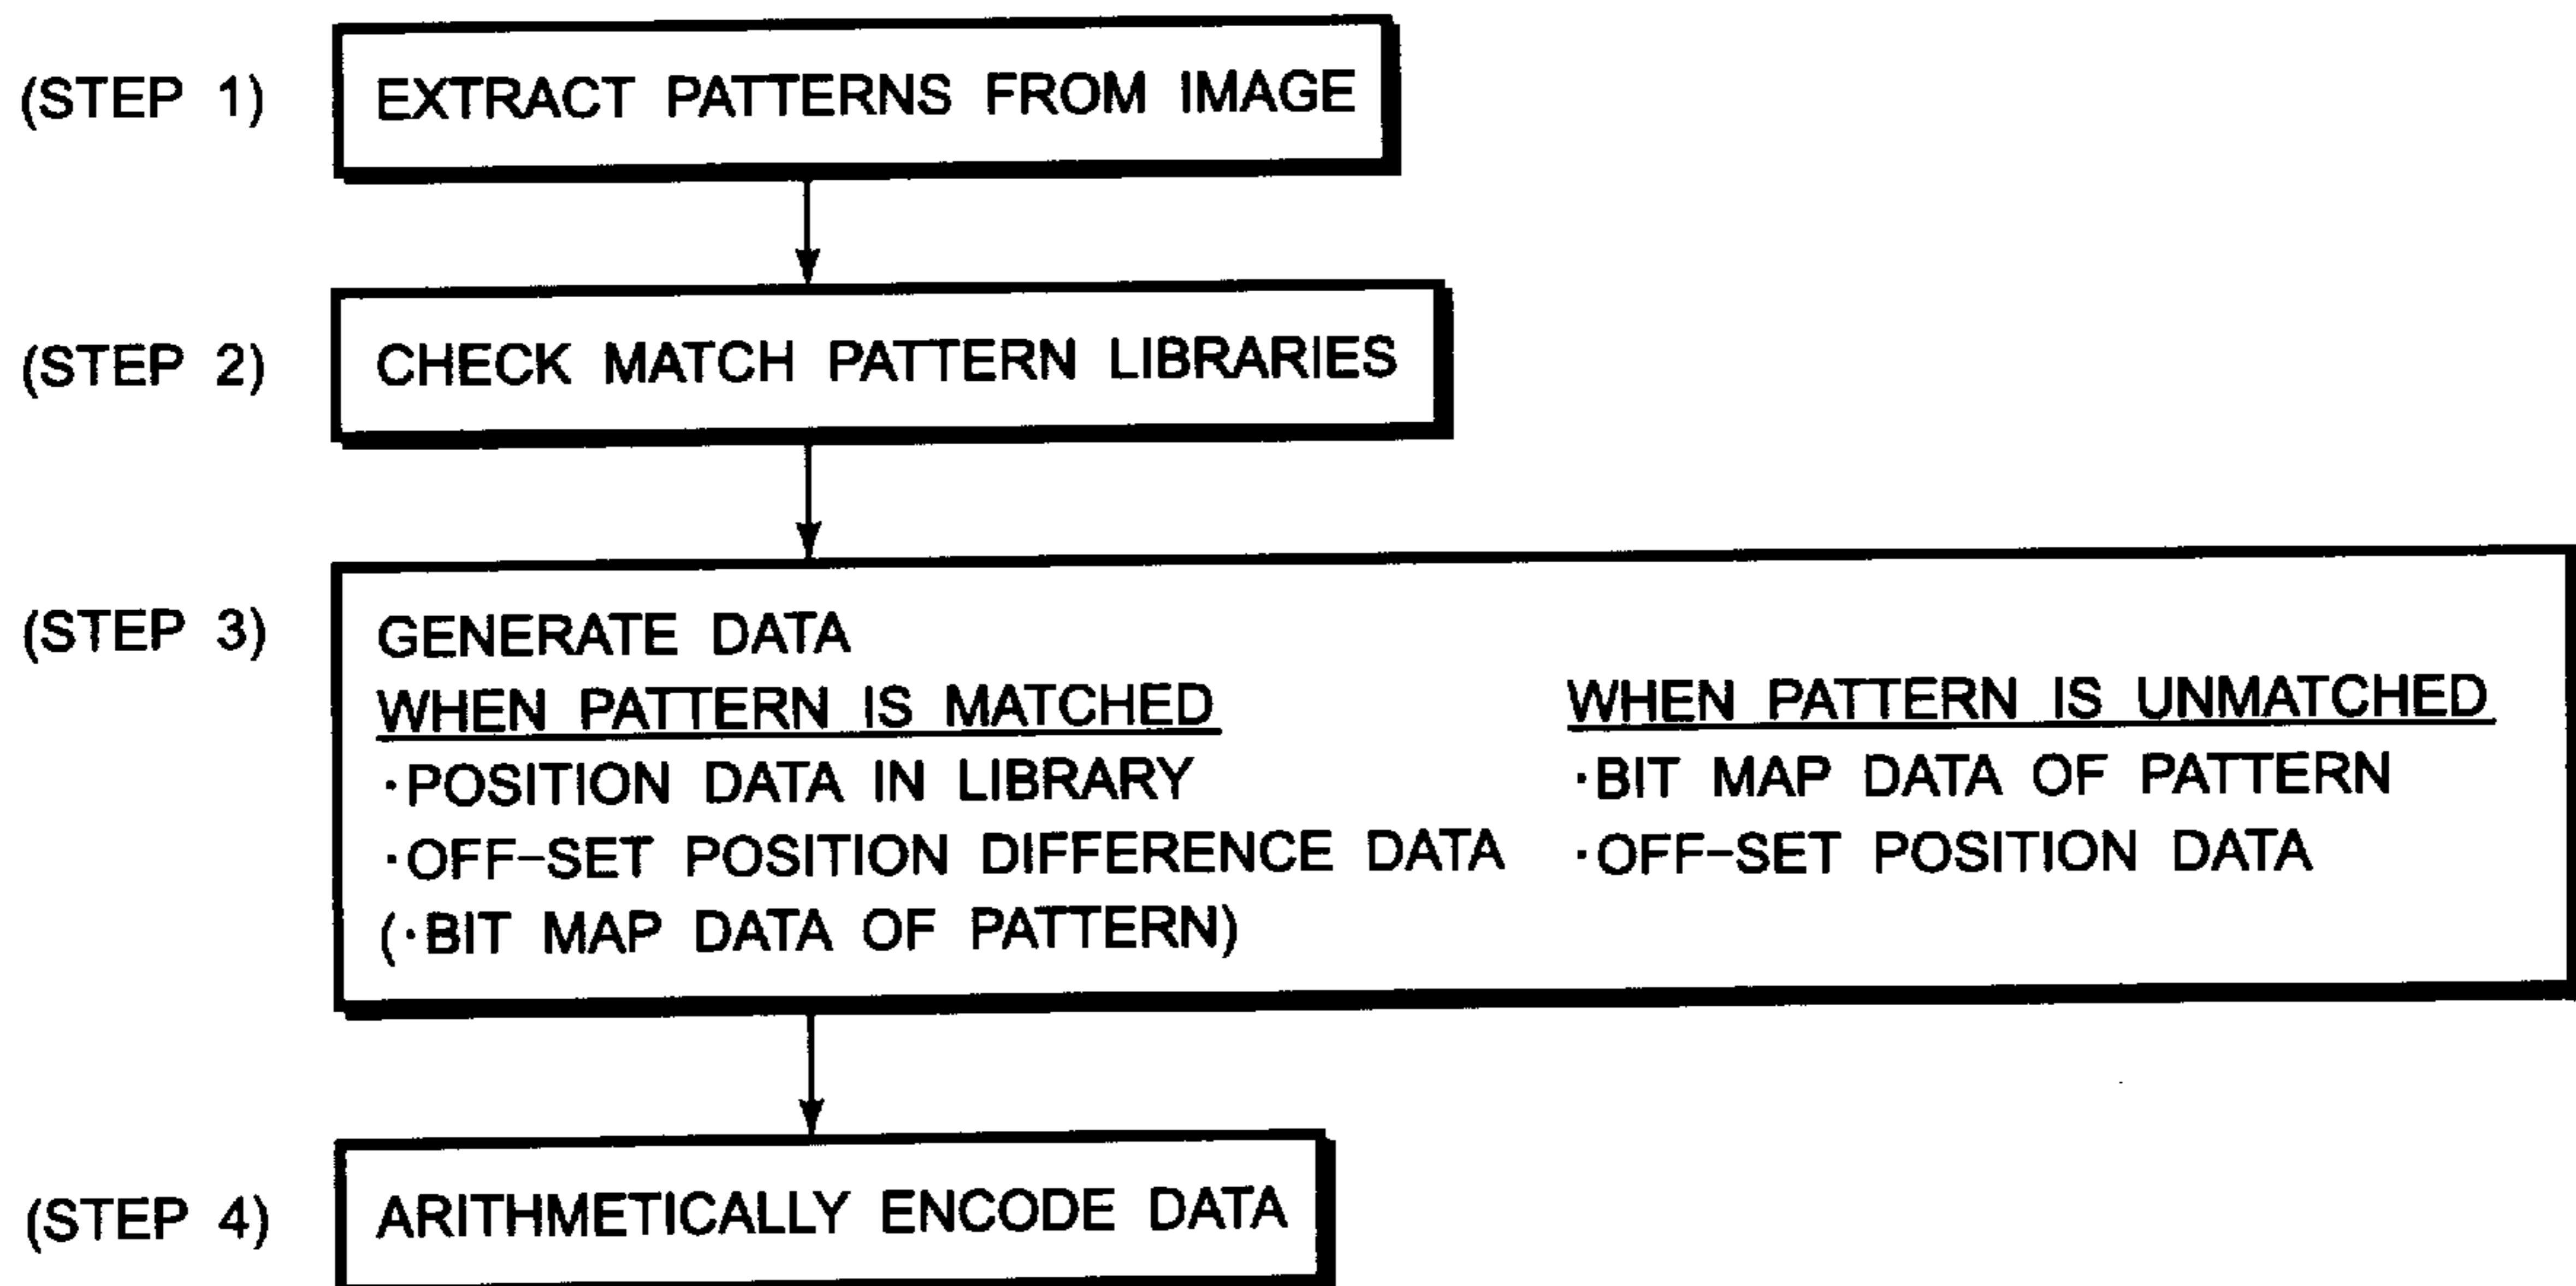 (STEP 1) EXTRACT PATTERNS FROM IMAGE
(STEP 2) CHECK MATCH PATTERN LIBRARIES
(STEP 3) GENERATE DATA
WHEN PATTERN IS MATCHED
·POSITION DATA IN LIBRARY
·OFF-SET POSITION DIFFERENCE DATA
(·BIT MAP DATA OF PATTERN)
WHEN PATTERN IS UNMATCHED
·BIT MAP DATA OF PATTERN
·OFF-SET POSITION DATA
(STEP 4) ARITHMETICALLY ENCODE DATA